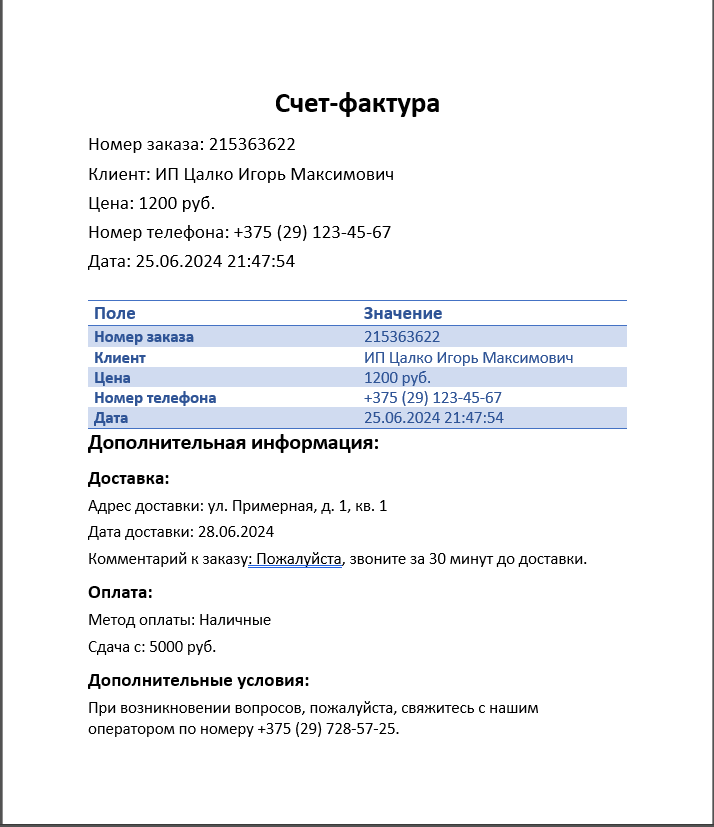 Счет-фактура
Номер заказа: 215363622
Клиент: ИП Цалко Игорь Максимович
Цена: 1200 руб.
Номер телефона: +375 (29) 123-45-67
Дата: 25.06.2024 21:47:54
Поле Значение
Номер заказа 215363622
Клиент ИП Цалко Игорь Максимович
Цена 1200 руб.
Номер телефона +375 (29) 123-45-67
Дата 25.06.2024 21:47:54
Дополнительная информация:
Доставка:
Адрес доставки: ул. Примерная, д. 1, кв. 1
Дата доставки: 28.06.2024
Комментарий к заказу: Пожалуйста, звоните за 30 минут до доставки.
Оплата:
Метод оплаты: Наличные
Сдача с: 5000 руб.
Дополнительные условия:
При возникновении вопросов, пожалуйста, свяжитесь с нашим
оператором по номеру +375 (29) 728-57-25.